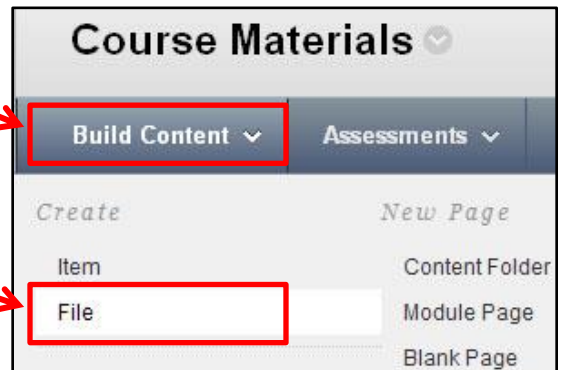 Course Materials
Build Content Assessments
Create New Page
Item Content Folder
File Module Page
Blank Page